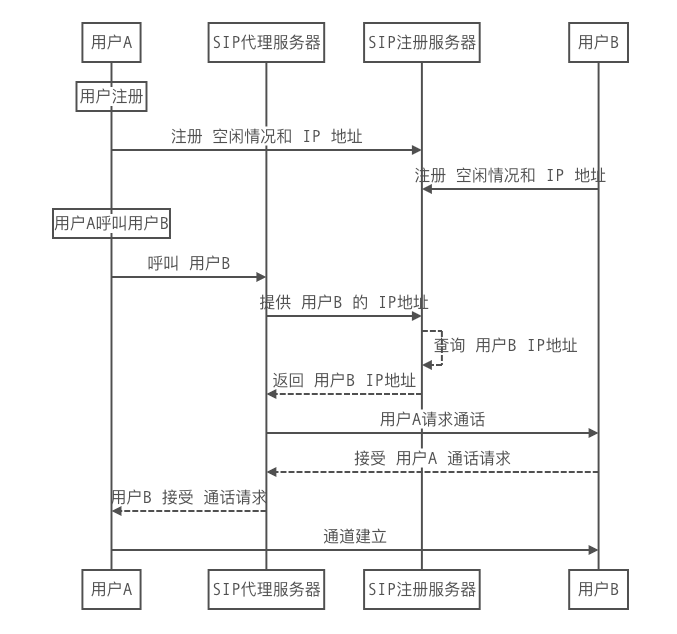 用户A
SIP代理服务器
SIP注册服务器
用户B
用户注册
注册 空闲情况和 IP 地址
注册 空闲情况和 IP 地址
用户A呼叫用户B
呼叫 用户B
提供 用户B 的 IP地址
查询 用户B IP地址
返回 用户B IP地址
用户A请求通话
接受 用户A 通话请求
用户B 接受 通话请求
通道建立
用户A
SIP代理服务器
SIP注册服务器
用户B